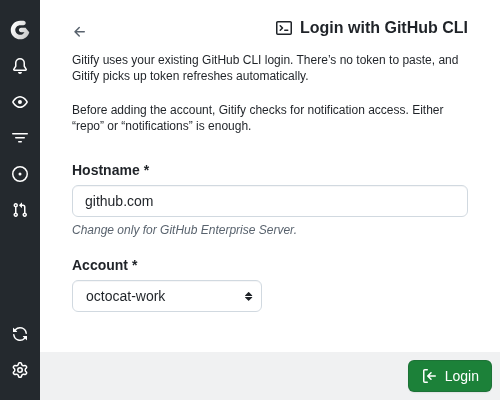 Login with GitHub CLI
Gitify uses your existing GitHub CLI login. There's no token to paste, and
Gitify picks up token refreshes automatically.
Before adding the account, Gitify checks for notification access. Either
“repo” or “notifications” is enough.
Hostname *
github.com
Change only for GitHub Enterprise Server.
Account *
octocat-work
Login